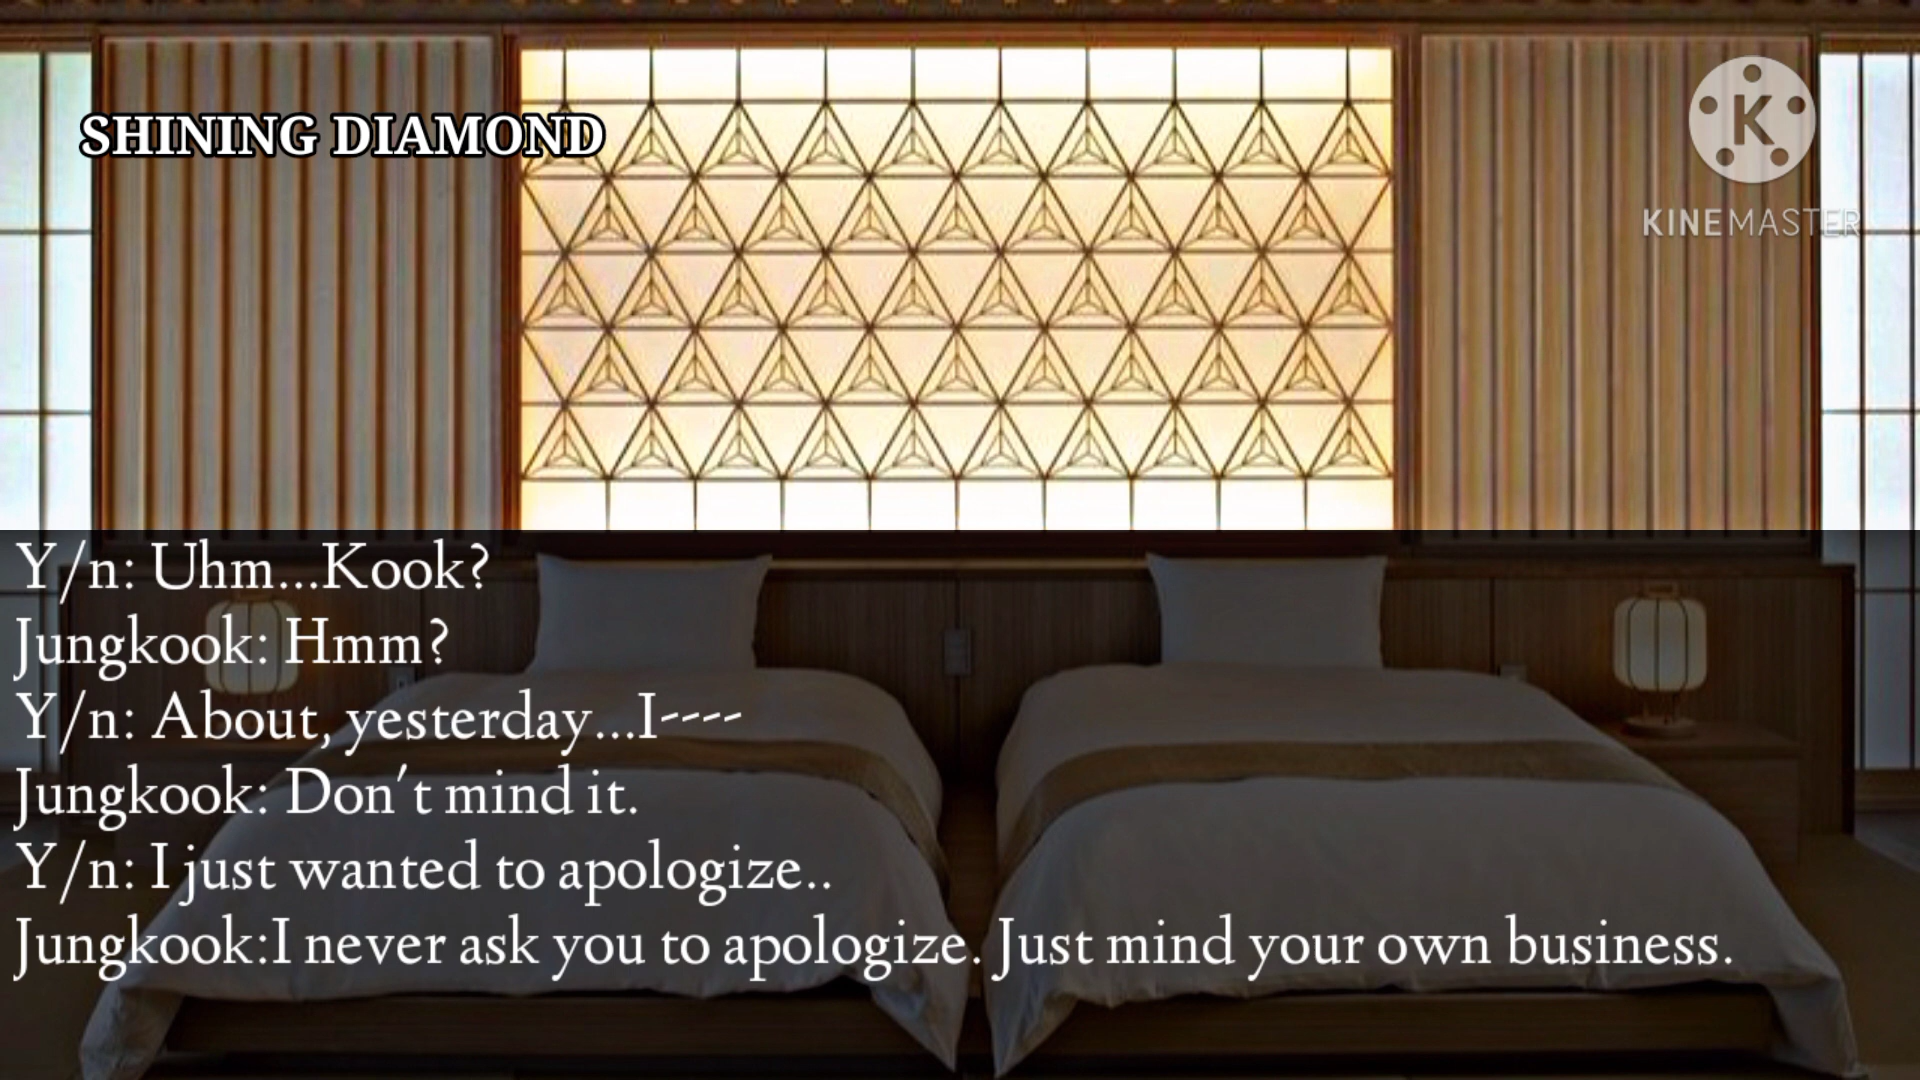 SHINING DIAMOND
KINEMASTER
Y/n: Uhm...Kook?
Jungkook: Hmm?
Y/n: About, yesterday...I----
Jungkook: Don't mind it.
Y/n: I just wanted to apologize..
Jungkook:I never ask you to apologize. Just mind your own business.